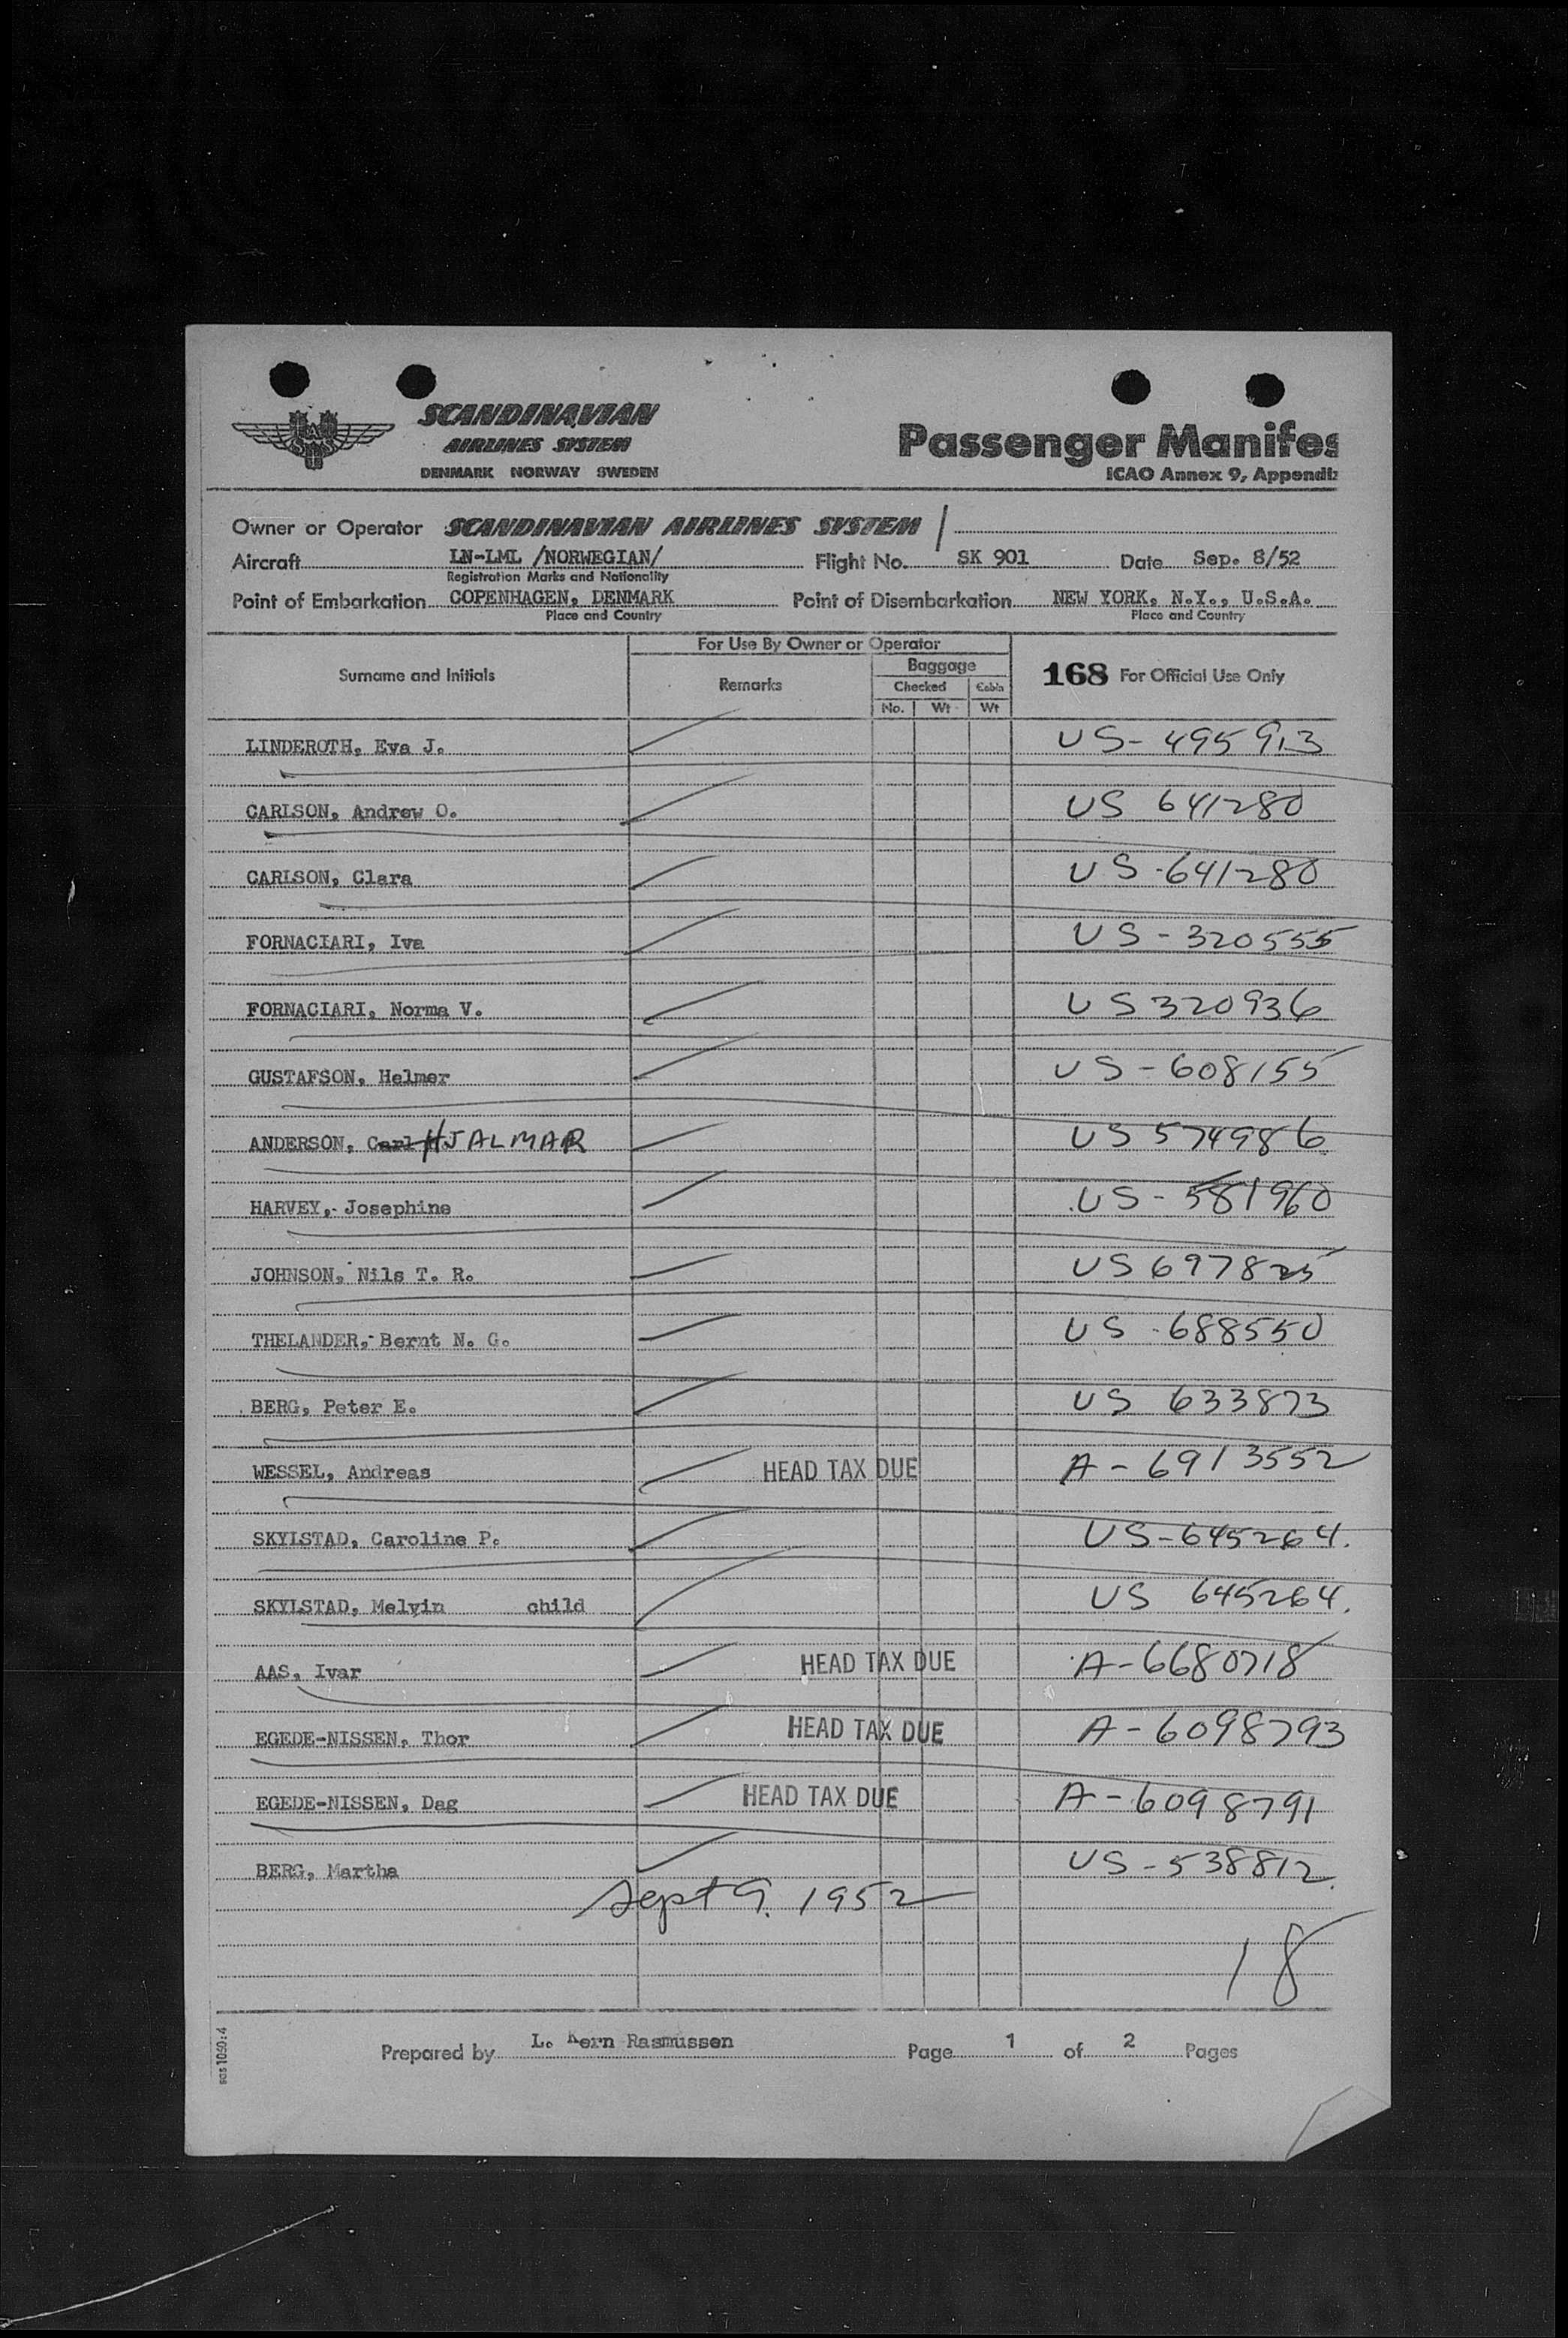 SCANDINAVIAN
AIRLINES SYSTEM
DENMARK NORWAY SWEDEN
Passenger Manifes
ICAO Annex 9, Appendi
Owner or Operator SCANDINAVIAN AIRLINES SYSTEM /
Aircraft LN-LML /NORWEGIAN/ Flight No. SK 901 Date Sep. 8/52
Registration Marks and Nationality
Point of Embarkation COPENHAGEN, DENMARK Point of Disembarkation NEW YORK, N.Y., U.S.A.
Place and Country Place and Country
For Use By Owner or Operator
Surname and Initials Remarks Baggage 168 For Official Use Only
Checked Cabin
No. Wt Wt
LINDEROTH, Eva J. US- 495913
CARLSON, Andrew O. US 641280
CARLSON, Clara US-641280
FORNACIARI, Iva US-320555
FORNACIARI, Norma V. US 320936
GUSTAFSON, Helmer US-608155
ANDERSON, Carl HJALMAR US 574986
HARVEY, Josephine US-581960
JOHNSON, Nils T. R. US 697825
THELANDER, Bernt N. G. US-688550
BERG, Peter E. US 633873
WESSEL, Andreas HEAD TAX DUE A-6913552
SKYLSTAD, Caroline P. US-645264.
SKYLSTAD, Melvin child US 645264.
AAS, Ivar HEAD TAX DUE A-6680718
EGEDE-NISSEN, Thor HEAD TAX DUE A-6098793
EGEDE-NISSEN, Dag HEAD TAX DUE A-6098791
BERG, Martha US-538812.
Sept 9. 1952
18
Prepared by L. Kern Rasmussen Page 1 of 2 Pages